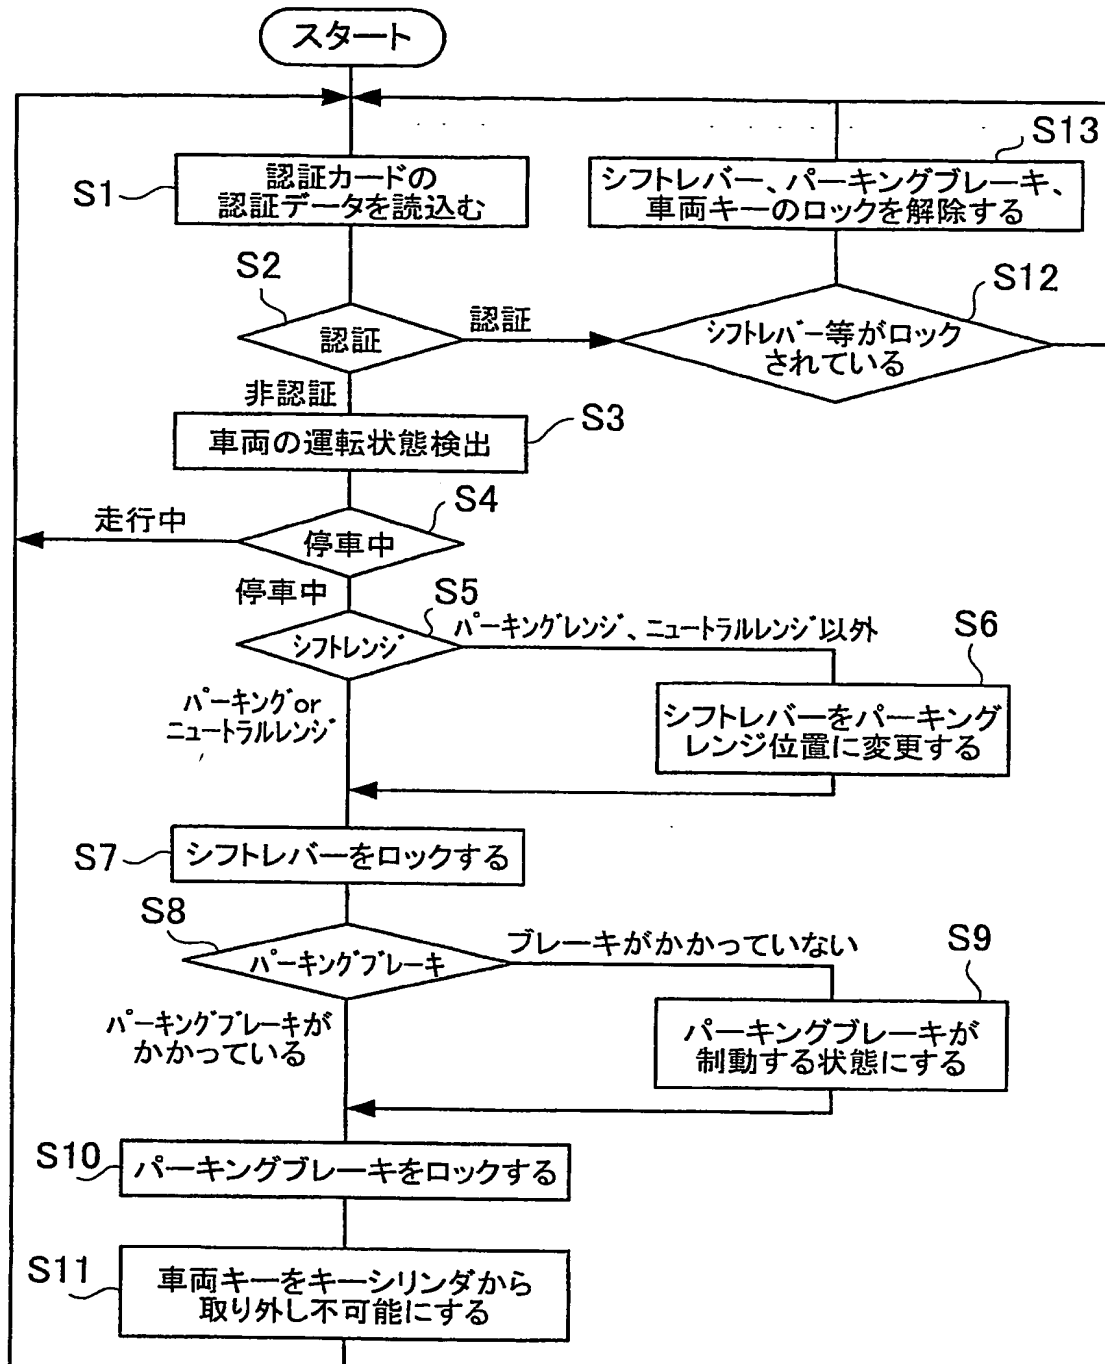 スタート
S1
認証カードの
認証データを読込む
S13
シフトレバー、パーキングブレーキ、
車両キーのロックを解除する
S2
認証
認証
S12
シフトレバー等がロック
されている
非認証
車両の運転状態検出
S3
S4
走行中
停車中
停車中
S5
シフトレンジ
パーキングレンジ、ニュートラルレンジ以外
S6
パーキングor
ニュートラルレンジ
シフトレバーをパーキング
レンジ位置に変更する
S7
シフトレバーをロックする
S8
パーキングブレーキ
ブレーキがかかっていない
S9
パーキングブレーキが
かかっている
パーキングブレーキが
制動する状態にする
S10
パーキングブレーキをロックする
S11
車両キーをキーシリンダから
取り外し不可能にする